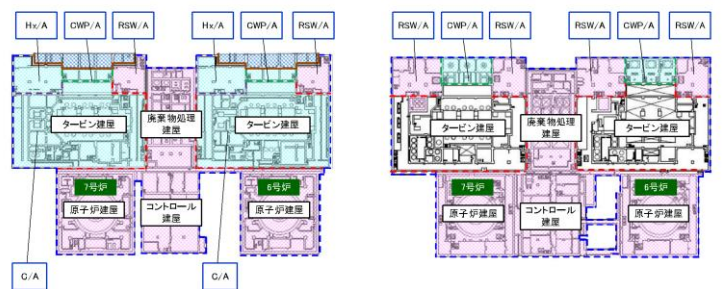 Hx/A CWP/A RSW/A Hx/A CWP/A RSW/A
タービン建屋 廃棄物処理建屋 タービン建屋
7号炉 6号炉
原子炉建屋 コントロール建屋 原子炉建屋
C/A C/A
RSW/A CWP/A RSW/A RSW/A CWP/A RSW/A
タービン建屋 廃棄物処理建屋 タービン建屋
7号炉 6号炉
原子炉建屋 コントロール建屋 原子炉建屋